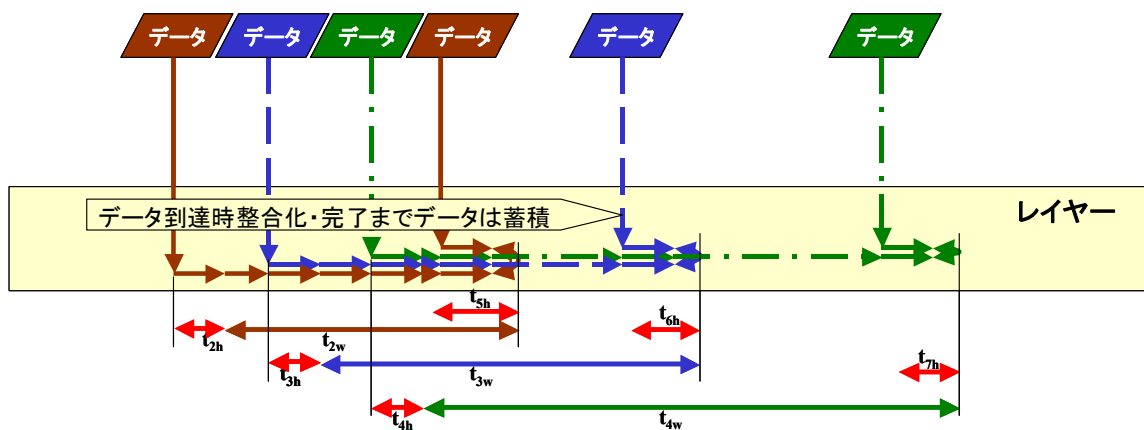 データ データ データ データ データ データ
レイヤー
データ到達時整合化・完了までデータは蓄積
t5h
t6h
t2h
t2w
t7h
t3h
t3w
t4h
t4w